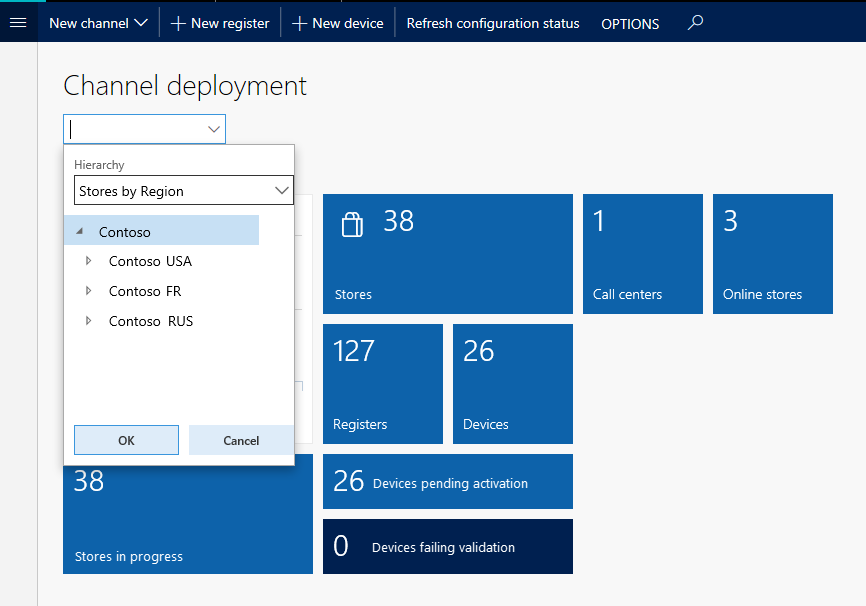 New channel
New register
New device
Refresh configuration status
OPTIONS
Channel deployment
Hierarchy
Stores by Region
Contoso
Contoso USA
Contoso FR
Contoso RUS
OK
Cancel
38
Stores
1
Call centers
3
Online stores
127
Registers
26
Devices
38
Stores in progress
26 Devices pending activation
0 Devices failing validation